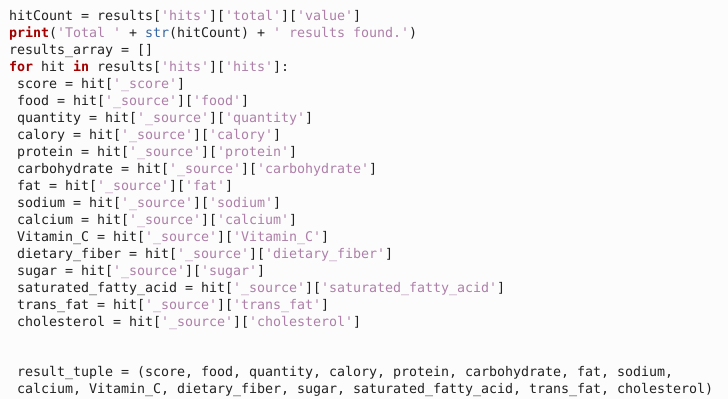 hitCount = results['hits']['total']['value']
print('Total ' + str(hitCount) + ' results found.')
results_array = []
for hit in results['hits']['hits']:
 score = hit['_score']
 food = hit['_source']['food']
 quantity = hit['_source']['quantity']
 calory = hit['_source']['calory']
 protein = hit['_source']['protein']
 carbohydrate = hit['_source']['carbohydrate']
 fat = hit['_source']['fat']
 sodium = hit['_source']['sodium']
 calcium = hit['_source']['calcium']
 Vitamin_C = hit['_source']['Vitamin_C']
 dietary_fiber = hit['_source']['dietary_fiber']
 sugar = hit['_source']['sugar']
 saturated_fatty_acid = hit['_source']['saturated_fatty_acid']
 trans_fat = hit['_source']['trans_fat']
 cholesterol = hit['_source']['cholesterol']
 result_tuple = (score, food, quantity, calory, protein, carbohydrate, fat, sodium,
 calcium, Vitamin_C, dietary_fiber, sugar, saturated_fatty_acid, trans_fat, cholesterol)